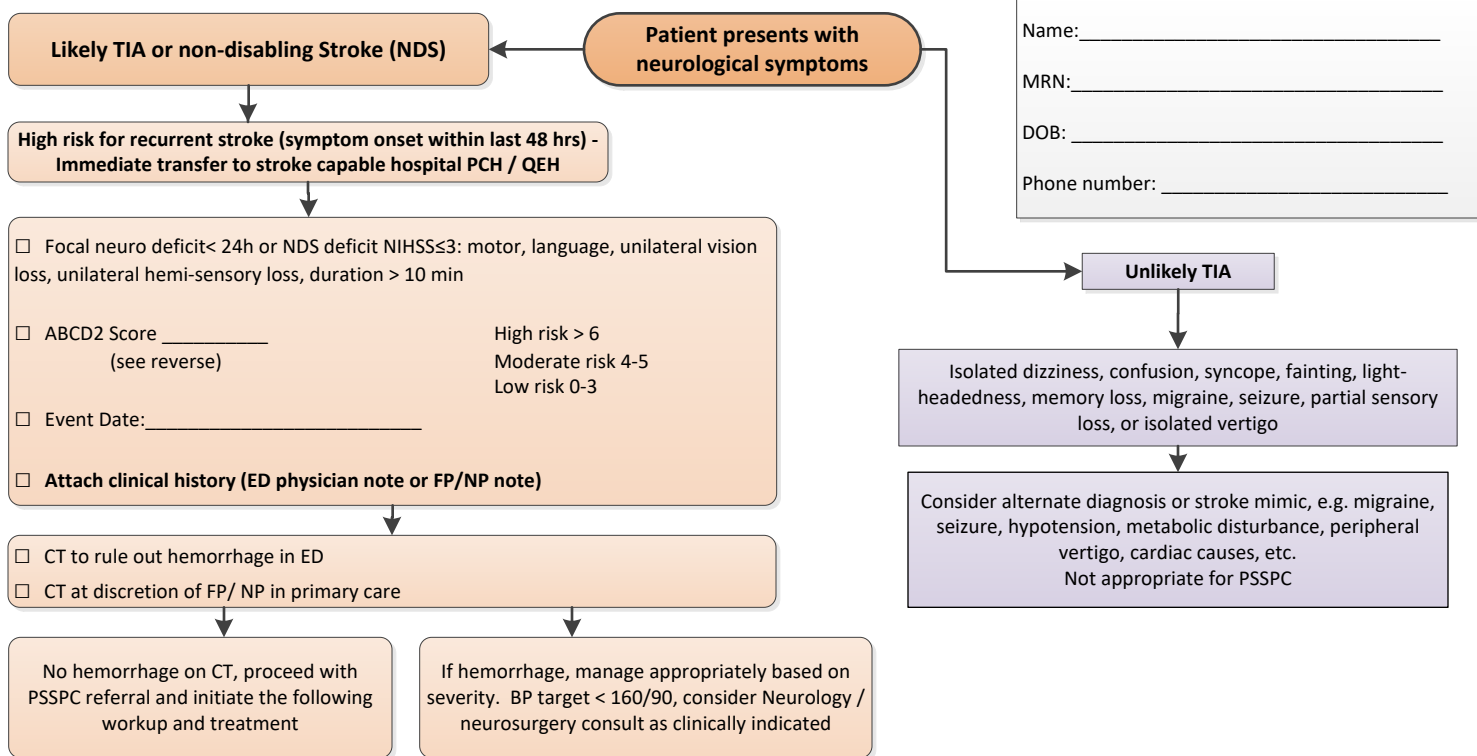 Patient presents with
neurological symptoms
Name:_________________________________
MRN:__________________________________
DOB: __________________________________
Phone number: __________________________
Likely TIA or non-disabling Stroke (NDS)
High risk for recurrent stroke (symptom onset within last 48 hrs) -
Immediate transfer to stroke capable hospital PCH / QEH
☐ Focal neuro deficit< 24h or NDS deficit NIHSS≤3: motor, language, unilateral vision
loss, unilateral hemi-sensory loss, duration > 10 min
☐ ABCD2 Score __________ High risk > 6
(see reverse) Moderate risk 4-5
Low risk 0-3
☐ Event Date:__________________________
☐ Attach clinical history (ED physician note or FP/NP note)
☐ CT to rule out hemorrhage in ED
☐ CT at discretion of FP/ NP in primary care
No hemorrhage on CT, proceed with
PSSPC referral and initiate the following
workup and treatment
If hemorrhage, manage appropriately based on
severity. BP target < 160/90, consider Neurology /
neurosurgery consult as clinically indicated
Unlikely TIA
Isolated dizziness, confusion, syncope, fainting, light-
headedness, memory loss, migraine, seizure, partial sensory
loss, or isolated vertigo
Consider alternate diagnosis or stroke mimic, e.g. migraine,
seizure, hypotension, metabolic disturbance, peripheral
vertigo, cardiac causes, etc.
Not appropriate for PSSPC